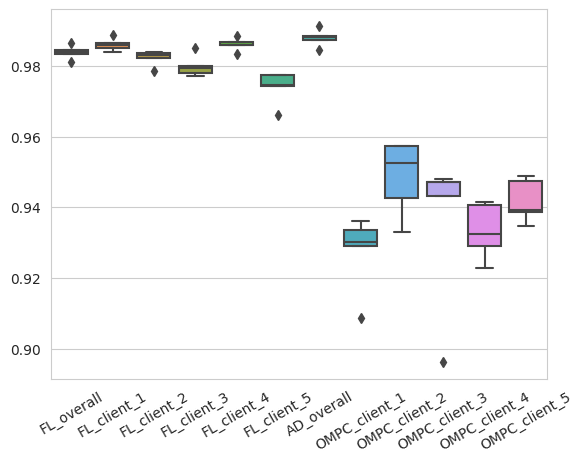 0.98
0.96
0.94
0.92
0.90
FL_overall
FL_client_1
FL_client_2
FL_client_3
FL_client_4
FL_client_5
AD_overall
OMPC_client_1
OMPC_client_2
OMPC_client_3
OMPC_client_4
OMPC_client_5